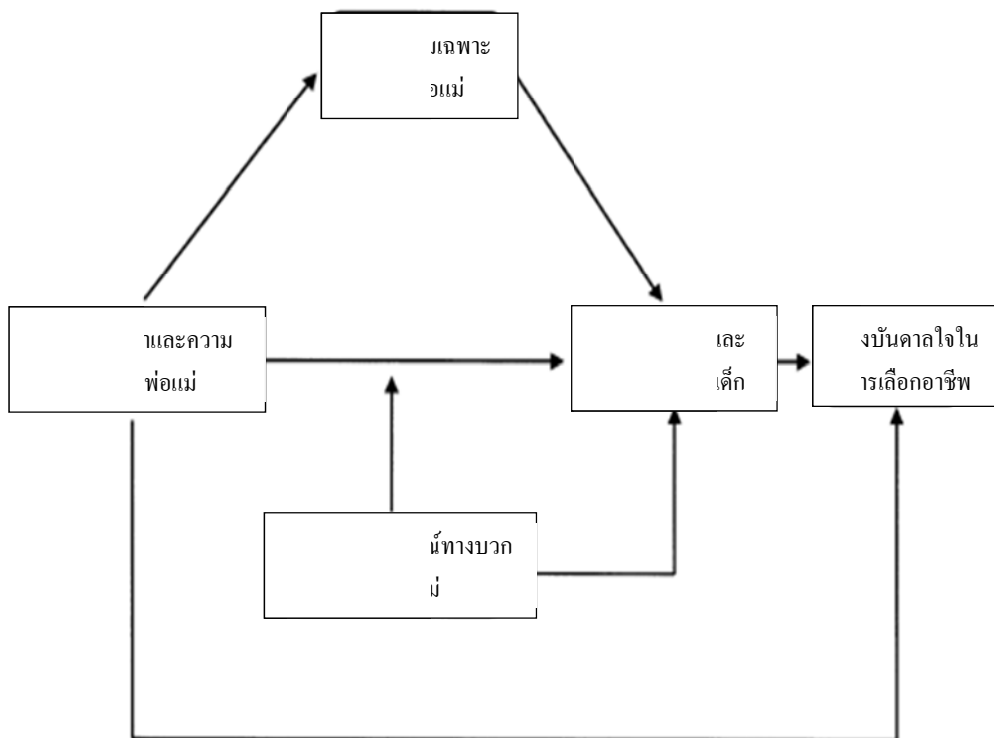 มเฉพาะ
อแม่
าและความ
พ่อแม่
และ
เด็ก
งบันดาลใจใน
ารเลือกอาชีพ
น์ทางบวก
ม่